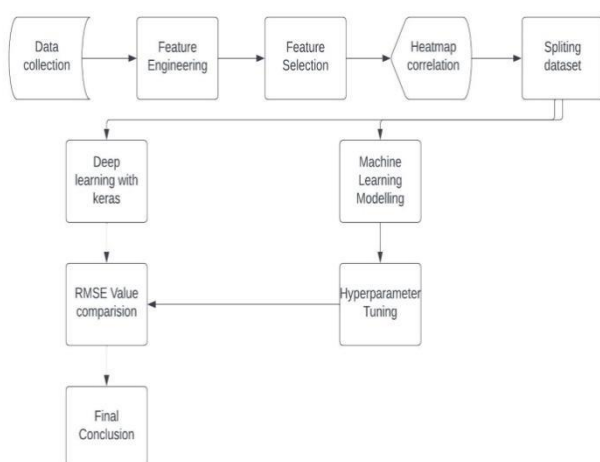 Data
collection
Feature
Engineering
Feature
Selection
Heatmap
correlation
Spliting
dataset
Deep
learning with
keras
Machine
Learning
Modelling
RMSE Value
comparision
Hyperparameter
Tuning
Final
Conclusion